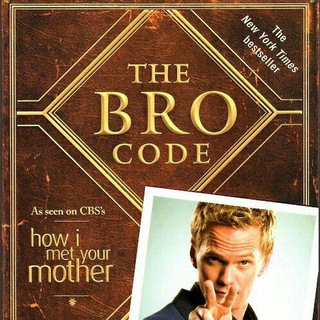 The
New York Times
bestseller
THE
BRO
CODE
As seen on CBS's
how i
met your
mother